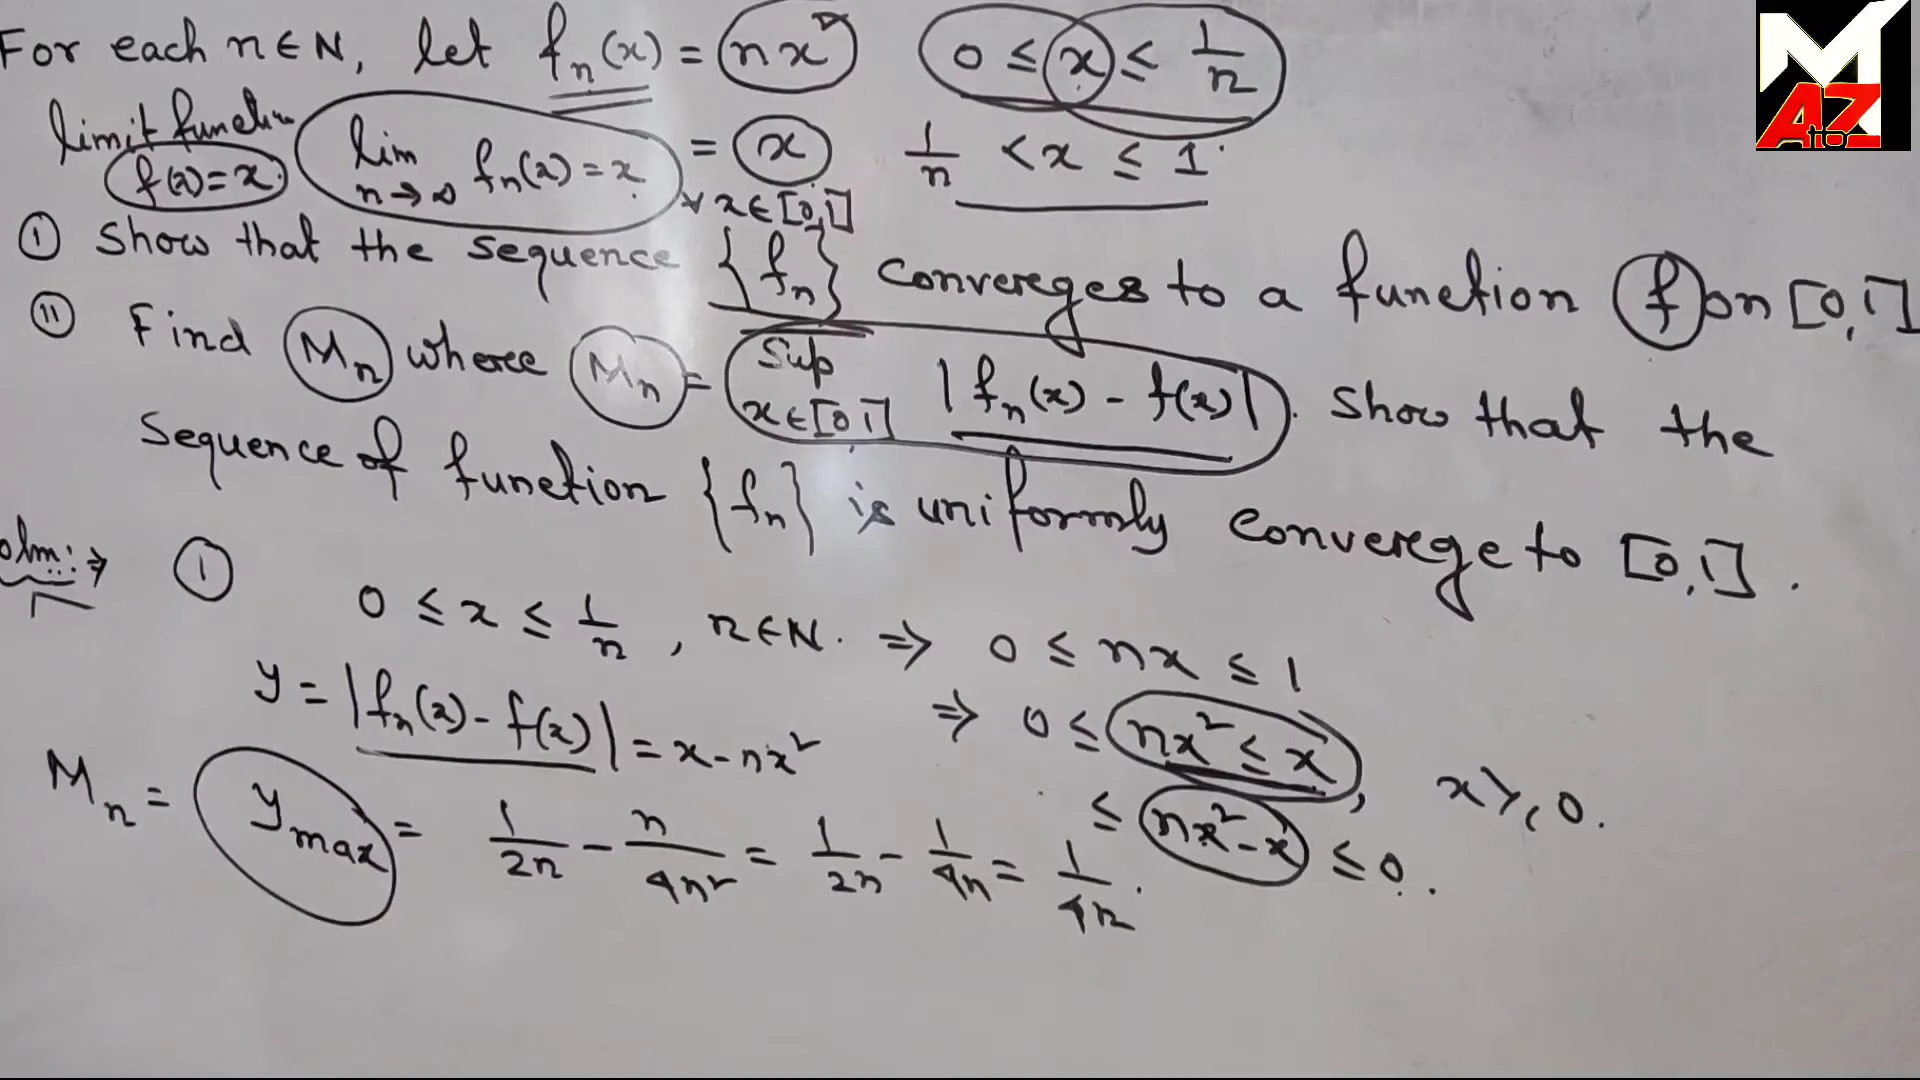 For each n∈N, let fₙ(x) = nx² 0 ≤ x ≤ 1/n
= x 1/n < x ≤ 1.
limit function f(x)=x. lim n→∞ fₙ(x) = x. ∀ x∈[0,1]
① Show that the sequence {fₙ} converges to a function f on [0,1]
⑪ Find Mₙ where Mₙ = Sup x∈[0,1] |fₙ(x) - f(x)|. Show that the
Sequence of function {fₙ} is uniformly converge to [0,1].
olm:⇒ ① 0 ≤ x ≤ 1/n, n∈N. ⇒ 0 ≤ nx ≤ 1
⇒ 0 ≤ nx² ≤ x, x≥0.
y = |fₙ(x) - f(x)| = x - nx²
≤ nx² - x ≤ 0.
Mₙ = ymax = 1/2n - n/4n² = 1/2n - 1/4n = 1/4n.
M
AtoZ